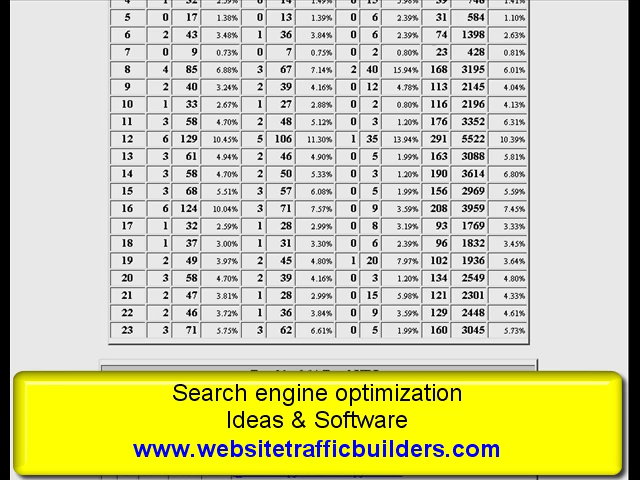 5 0 17 1.38% 0 13 1.39% 0 6 2.39% 31 584 1.10%
6 2 43 3.48% 1 36 3.84% 0 6 2.39% 74 1398 2.63%
7 0 9 0.73% 0 7 0.75% 0 2 0.80% 23 428 0.81%
8 4 85 6.88% 3 67 7.14% 2 40 15.94% 168 3195 6.01%
9 2 40 3.24% 2 39 4.16% 0 12 4.78% 113 2145 4.04%
10 1 33 2.67% 1 27 2.88% 0 2 0.80% 116 2196 4.13%
11 3 58 4.70% 2 48 5.12% 0 3 1.20% 176 3352 6.31%
12 6 129 10.45% 5 106 11.30% 1 35 13.94% 291 5522 10.39%
13 3 61 4.94% 2 46 4.90% 0 5 1.99% 163 3088 5.81%
14 3 58 4.70% 2 50 5.33% 0 3 1.20% 190 3614 6.80%
15 3 68 5.51% 3 57 6.08% 0 5 1.99% 156 2969 5.59%
16 6 124 10.04% 3 71 7.57% 0 9 3.59% 208 3959 7.45%
17 1 32 2.59% 1 28 2.99% 0 8 3.19% 93 1769 3.33%
18 1 37 3.00% 1 31 3.30% 0 6 2.39% 96 1832 3.45%
19 2 49 3.97% 2 45 4.80% 1 20 7.97% 102 1936 3.64%
20 3 58 4.70% 2 39 4.16% 0 3 1.20% 134 2549 4.80%
21 2 47 3.81% 1 28 2.99% 0 15 5.98% 121 2301 4.33%
22 2 46 3.72% 1 36 3.84% 0 9 3.59% 129 2448 4.61%
23 3 71 5.75% 3 62 6.61% 0 5 1.99% 160 3045 5.73%
Search engine optimization
Ideas & Software
www.websitetrafficbuilders.com